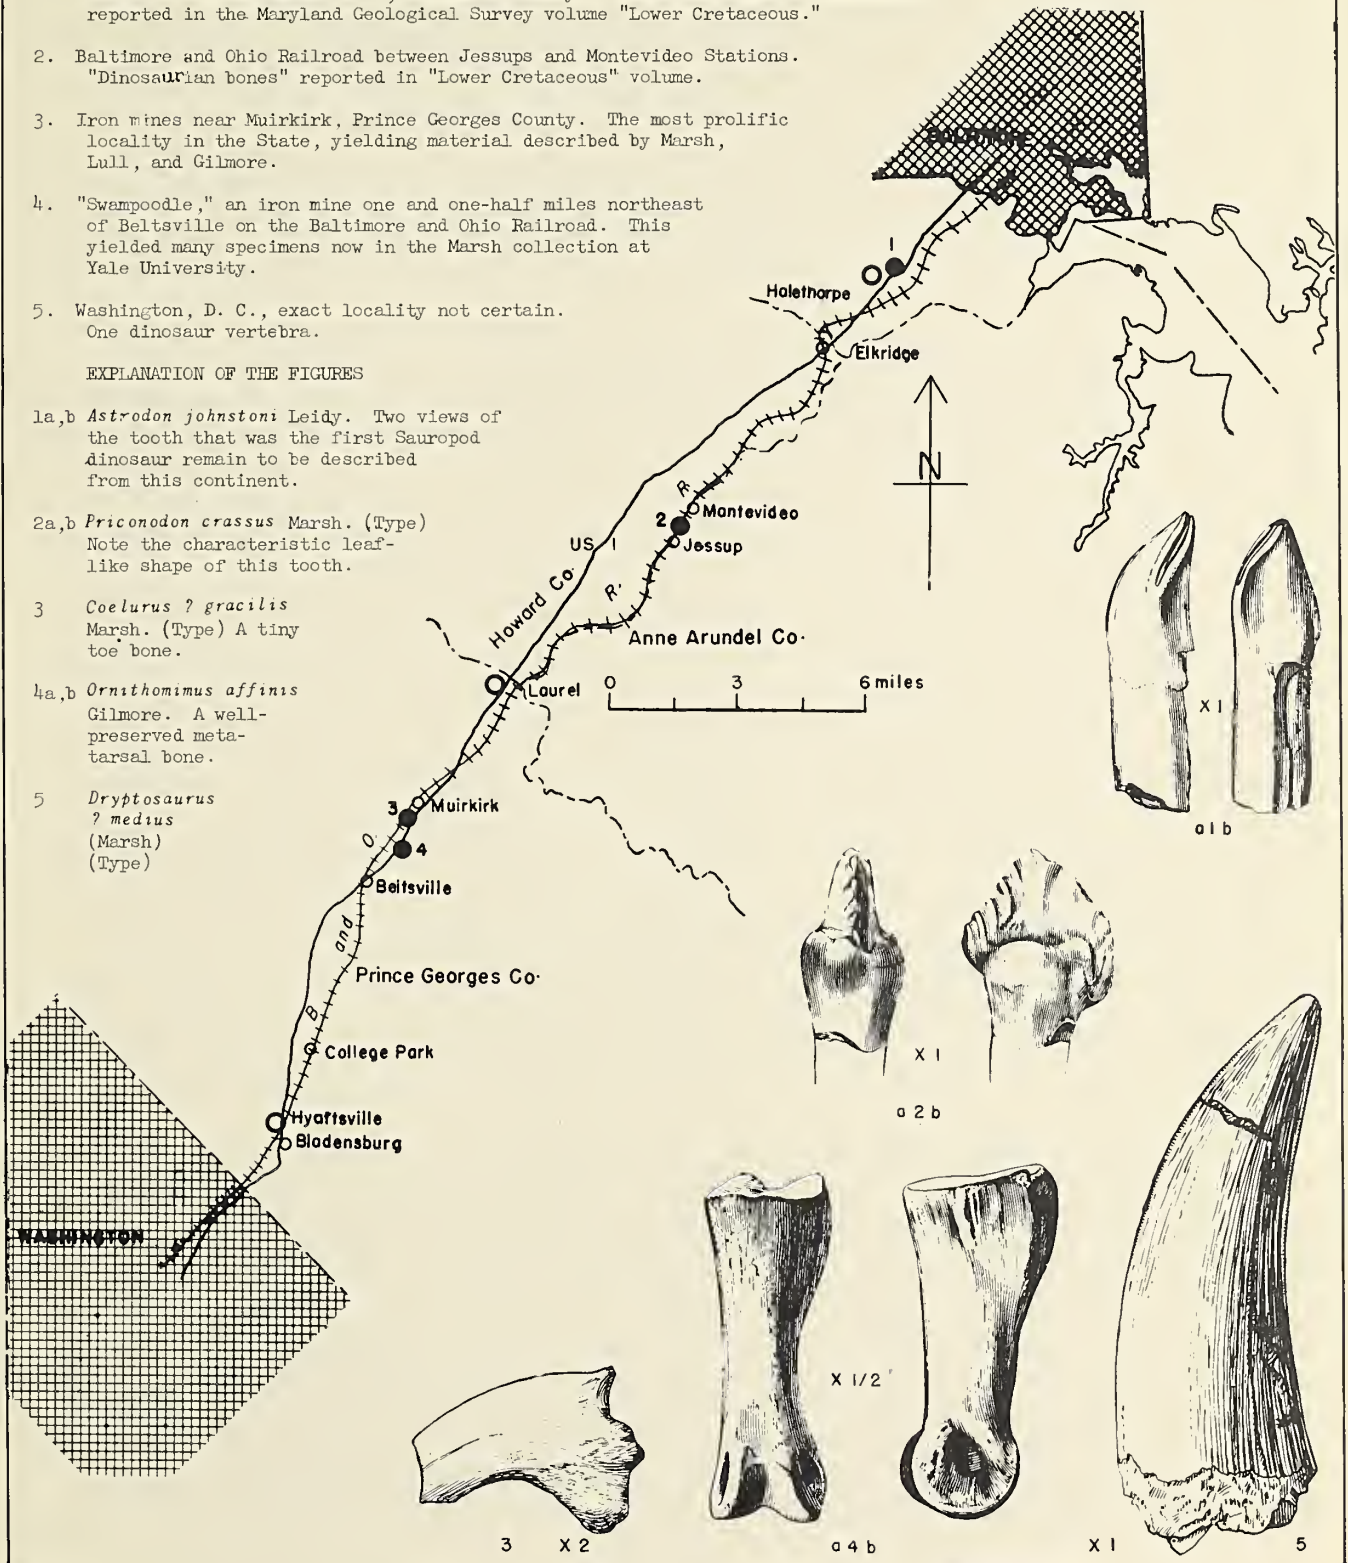 reported in the Maryland Geological Survey volume "Lower Cretaceous."
2. Baltimore and Ohio Railroad between Jessups and Montevideo Stations.
"Dinosaurian bones" reported in "Lower Cretaceous" volume.
3. Iron mines near Muirkirk, Prince Georges County. The most prolific
locality in the State, yielding material described by Marsh,
Lull, and Gilmore.
4. "Swampoodle," an iron mine one and one-half miles northeast
of Beltsville on the Baltimore and Ohio Railroad. This
yielded many specimens now in the Marsh collection at
Yale University.
5. Washington, D. C., exact locality not certain.
One dinosaur vertebra.
EXPLANATION OF THE FIGURES
1a,b Astrodon johnstoni Leidy. Two views of
the tooth that was the first Sauropod
dinosaur remain to be described
from this continent.
2a,b Priconodon crassus Marsh. (Type)
Note the characteristic leaf-
like shape of this tooth.
3 Coelurus ? gracilis
Marsh. (Type) A tiny
toe bone.
4a,b Ornithomimus affinis
Gilmore. A well-
preserved meta-
tarsal bone.
5 Dryptosaurus
? medius
(Marsh)
(Type)
BALTIMORE
1
Halethorpe
Elkridge
N
R.
Montevideo
2
Jessup
US 1
R.
Howard Co.
Anne Arundel Co.
Laurel
0 3 6 miles
3
Muirkirk
O.
4
Beltsville
and
Prince Georges Co.
B
College Park
Hyattsville
Bladensburg
WASHINGTON
X 1
a 1 b
X 1
a 2 b
X 1/2
3 X 2
a 4 b
X 1 5